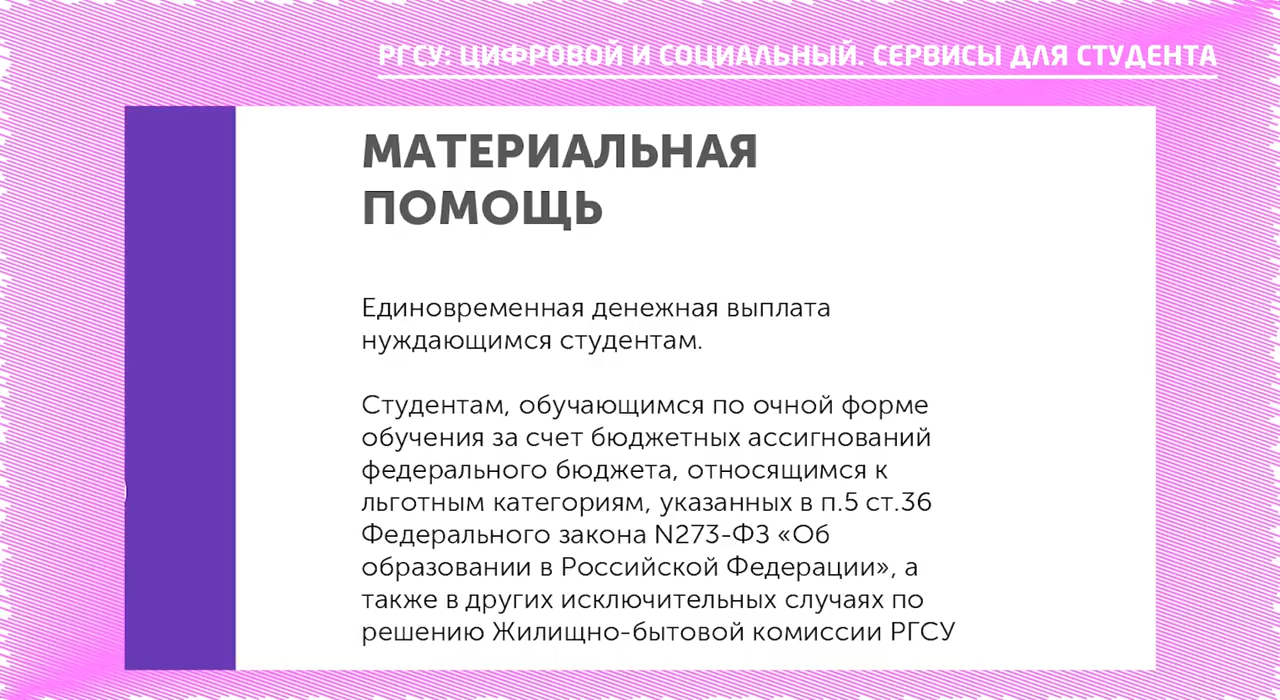 РГСУ: ЦИФРОВОЙ И СОЦИАЛЬНЫЙ. СЕРВИСЫ ДЛЯ СТУДЕНТА
МАТЕРИАЛЬНАЯ
ПОМОЩЬ
Единовременная денежная выплата
нуждающимся студентам.
Студентам, обучающимся по очной форме
обучения за счет бюджетных ассигнований
федерального бюджета, относящимся к
льготным категориям, указанных в п.5 ст.36
Федерального закона N273-ФЗ «Об
образовании в Российской Федерации», а
также в других исключительных случаях по
решению Жилищно-бытовой комиссии РГСУ